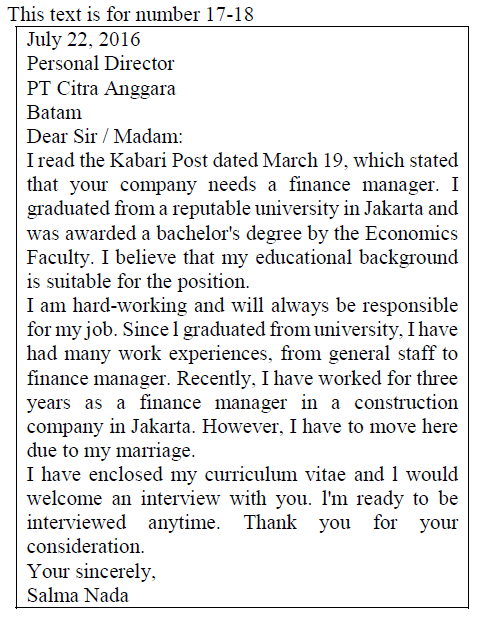 This text is for number 17-18
July 22, 2016
Personal Director
PT Citra Anggara
Batam
Dear Sir / Madam:
I read the Kabari Post dated March 19, which stated
that your company needs a finance manager. I
graduated from a reputable university in Jakarta and
was awarded a bachelor's degree by the Economics
Faculty. I believe that my educational background
is suitable for the position.
I am hard-working and will always be responsible
for my job. Since l graduated from university, I have
had many work experiences, from general staff to
finance manager. Recently, I have worked for three
years as a finance manager in a construction
company in Jakarta. However, I have to move here
due to my marriage.
I have enclosed my curriculum vitae and l would
welcome an interview with you. l'm ready to be
interviewed anytime. Thank you for your
consideration.
Your sincerely,
Salma Nada